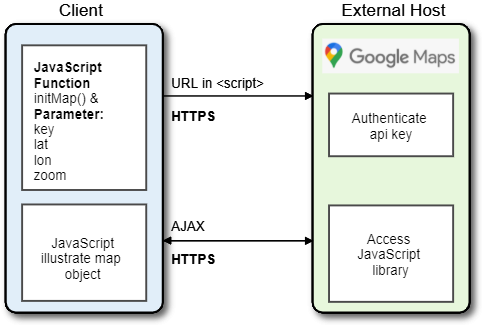 Client
JavaScript
Function
initMap() &
Parameter:
key
lat
lon
zoom
JavaScript
illustrate map
object
URL in <script>
HTTPS
AJAX
HTTPS
External Host
Google Maps
Authenticate
api key
Access
JavaScript
library